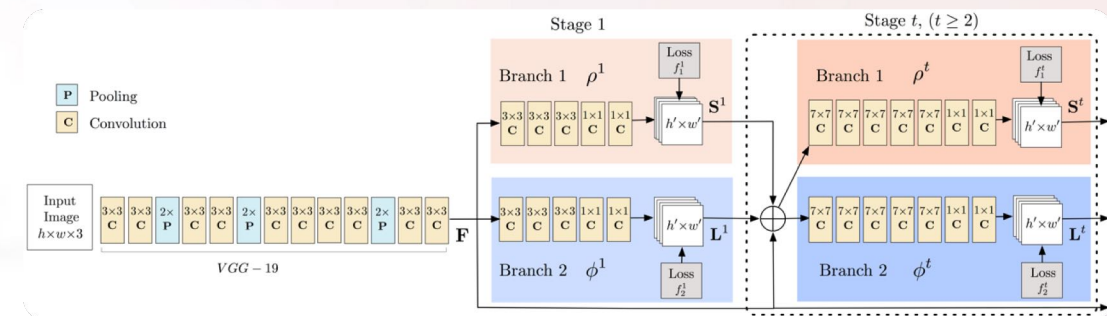 Stage 1
Stage t, (t ≥ 2)
P Pooling
C Convolution
Input
Image
h×w×3
3×3 C
3×3 C
2× P
3×3 C
3×3 C
2× P
3×3 C
3×3 C
3×3 C
3×3 C
2× P
3×3 C
3×3 C
VGG − 19
F
Branch 1 ρ^1
Loss
f_1^1
3×3 C
3×3 C
3×3 C
1×1 C
1×1 C
h′×w′
S^1
3×3 C
3×3 C
3×3 C
1×1 C
1×1 C
h′×w′
L^1
Branch 2 ϕ^1
Loss
f_2^1
Branch 1 ρ^t
Loss
f_1^t
7×7 C
7×7 C
7×7 C
7×7 C
7×7 C
1×1 C
1×1 C
h′×w′
S^t
7×7 C
7×7 C
7×7 C
7×7 C
7×7 C
1×1 C
1×1 C
h′×w′
L^t
Branch 2 ϕ^t
Loss
f_2^t